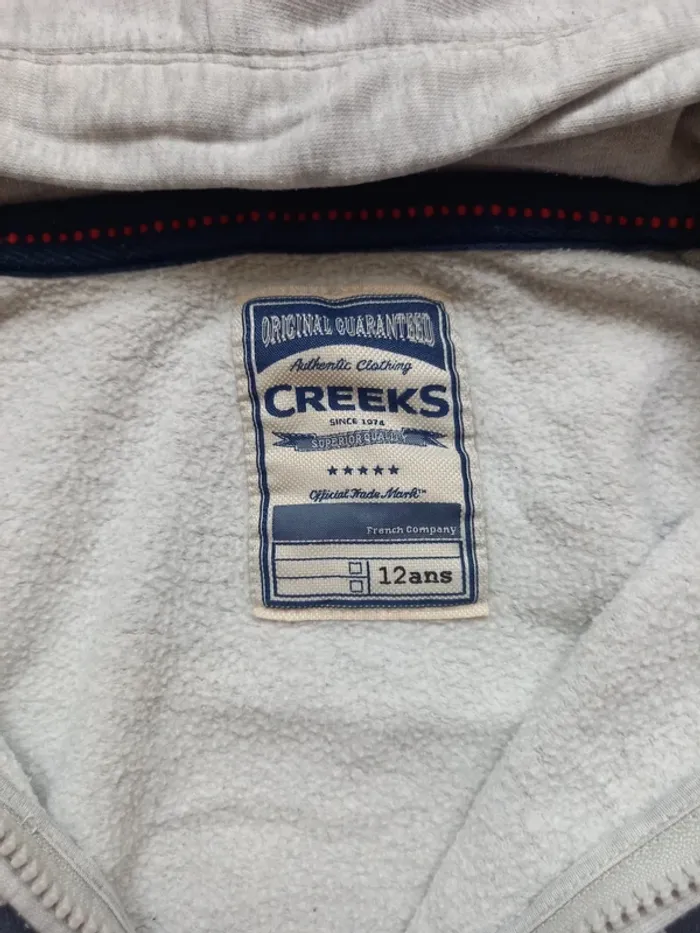 ORIGINAL GUARANTEED
Authentic Clothing
CREEKS
SINCE 1974
SUPERIOR QUALITY
Official Trade Mark™
French Company
12ans